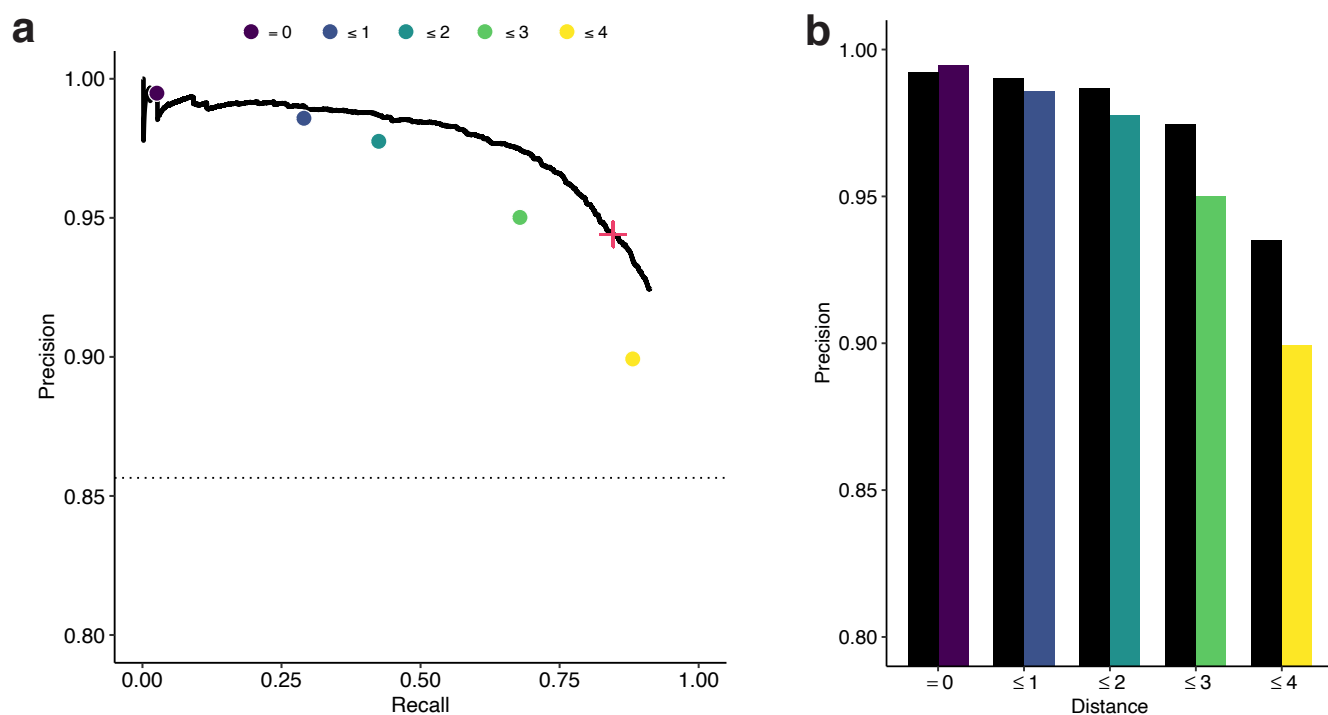 a
= 0 ≤ 1 ≤ 2 ≤ 3 ≤ 4
1.00
0.95
0.90
0.85
0.80
Precision
0.00 0.25 0.50 0.75 1.00
Recall
b
1.00
0.95
0.90
0.85
0.80
Precision
= 0 ≤ 1 ≤ 2 ≤ 3 ≤ 4
Distance